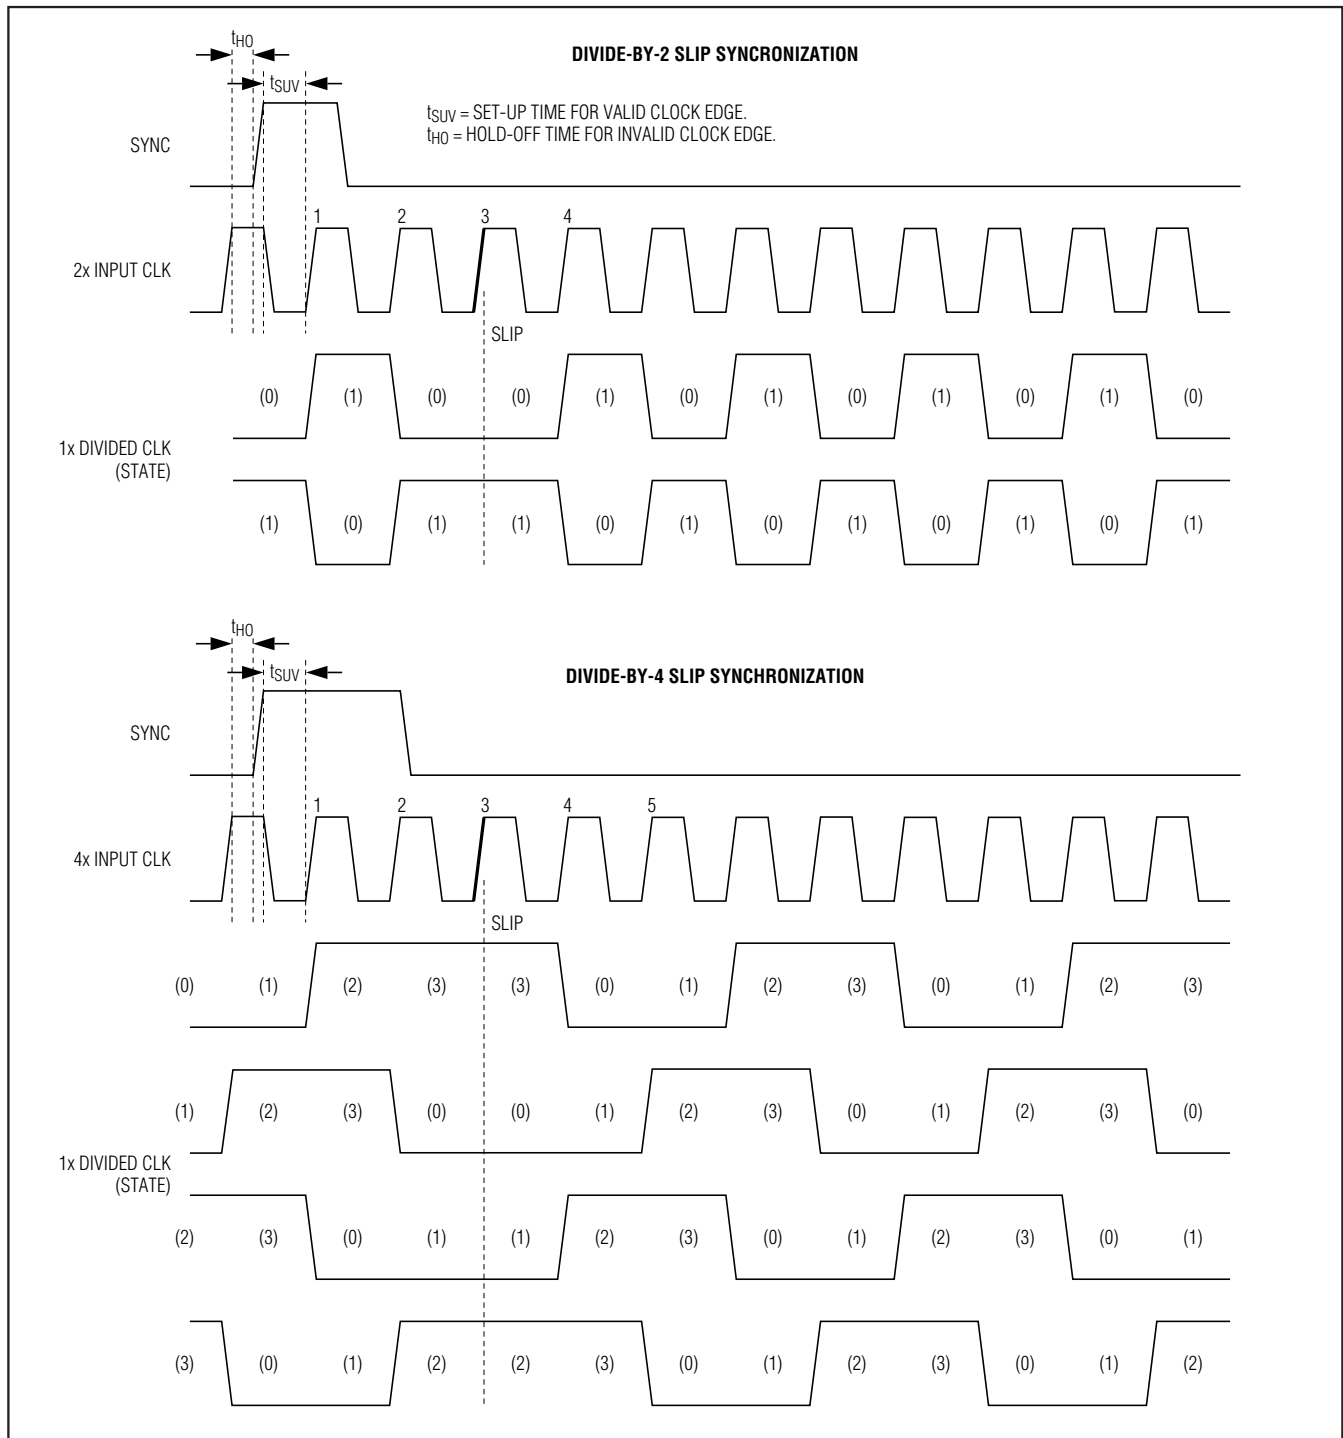 tHO
DIVIDE-BY-2 SLIP SYNCRONIZATION
tSUV
tSUV = SET-UP TIME FOR VALID CLOCK EDGE.
tHO = HOLD-OFF TIME FOR INVALID CLOCK EDGE.
SYNC
1 2 3 4
2x INPUT CLK
SLIP
(0) (1) (0) (0) (1) (0) (1) (0) (1) (0) (1) (0)
1x DIVIDED CLK
(STATE)
(1) (0) (1) (1) (0) (1) (0) (1) (0) (1) (0) (1)
tHO
tSUV
DIVIDE-BY-4 SLIP SYNCHRONIZATION
SYNC
1 2 3 4 5
4x INPUT CLK
SLIP
(0) (1) (2) (3) (3) (0) (1) (2) (3) (0) (1) (2) (3)
(1) (2) (3) (0) (0) (1) (2) (3) (0) (1) (2) (3) (0)
1x DIVIDED CLK
(STATE)
(2) (3) (0) (1) (1) (2) (3) (0) (1) (2) (3) (0) (1)
(3) (0) (1) (2) (2) (3) (0) (1) (2) (3) (0) (1) (2)